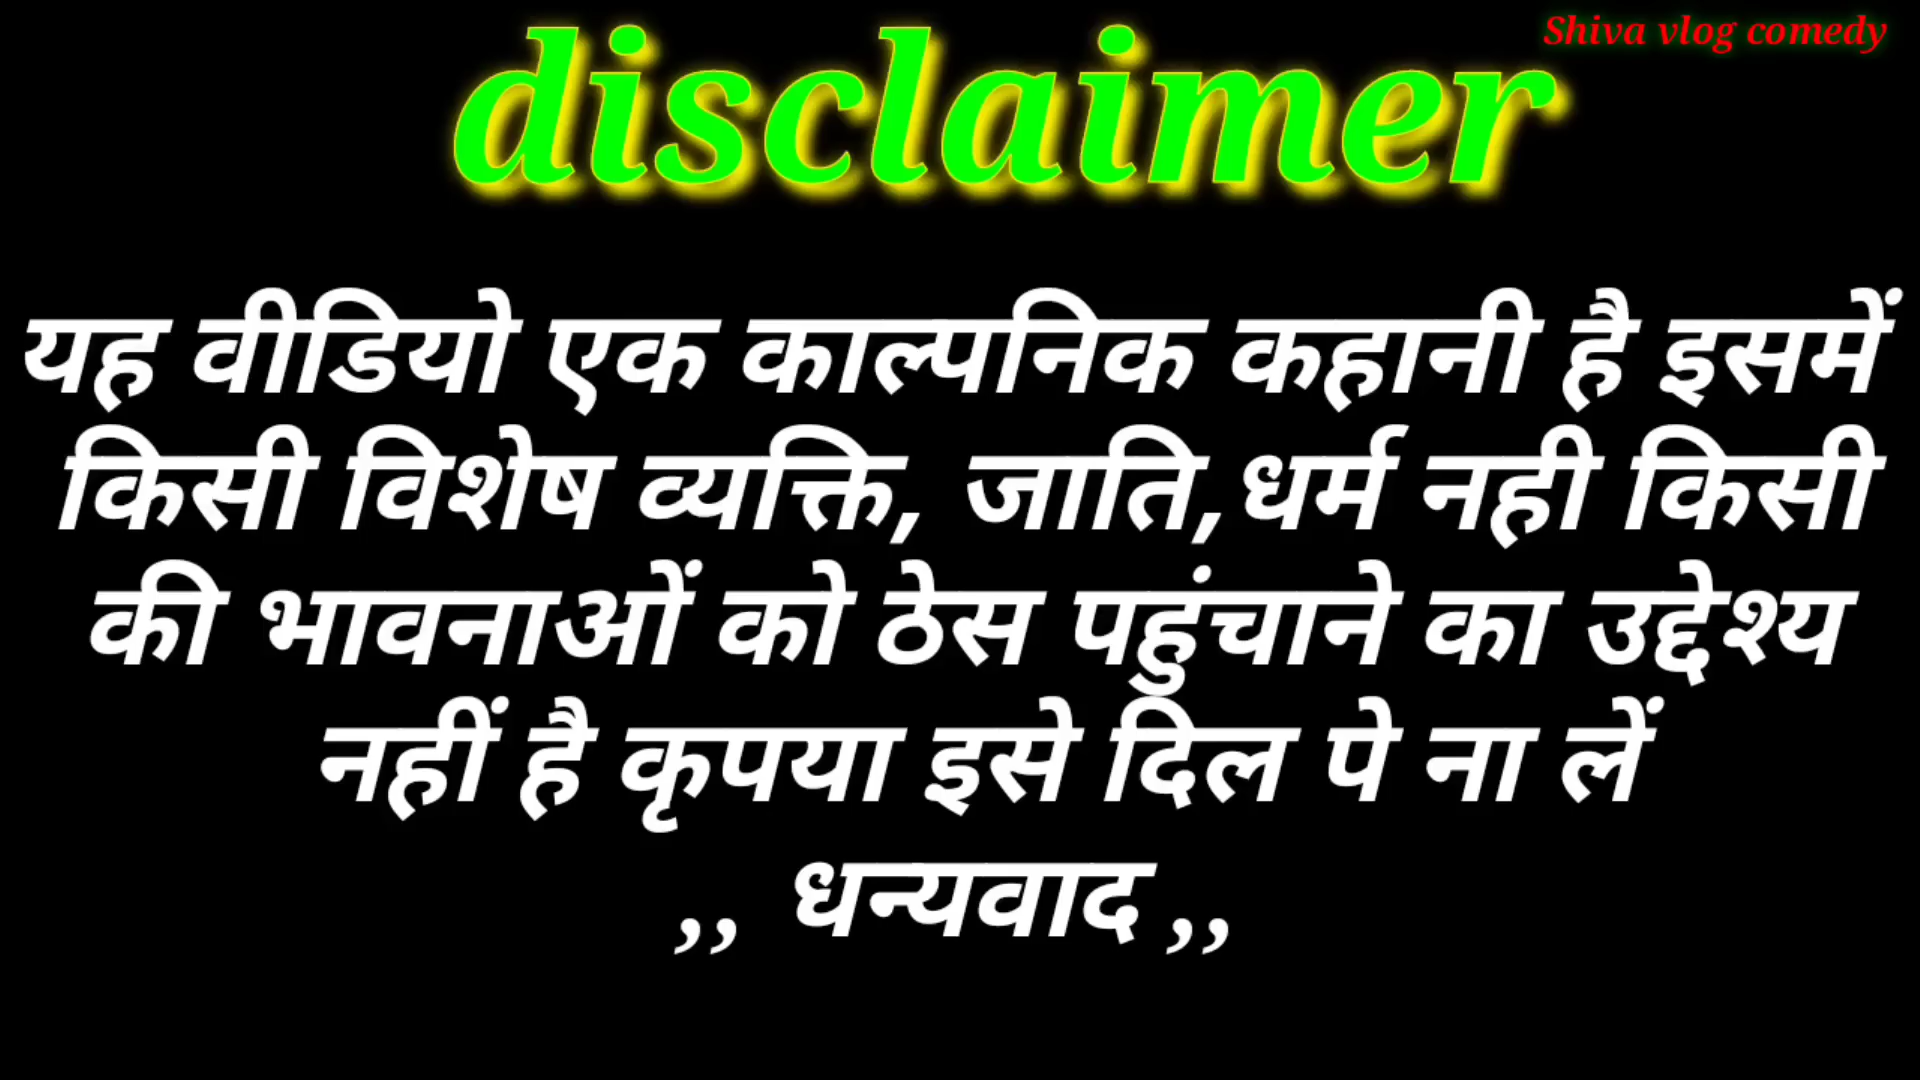 Shiva vlog comedy
disclaimer
यह वीडियो एक काल्पनिक कहानी है इसमें
किसी विशेष व्यक्ति, जाति,धर्म नही किसी
की भावनाओं को ठेस पहुंचाने का उद्देश्य
नहीं है कृपया इसे दिल पे ना लें
,, धन्यवाद ,,